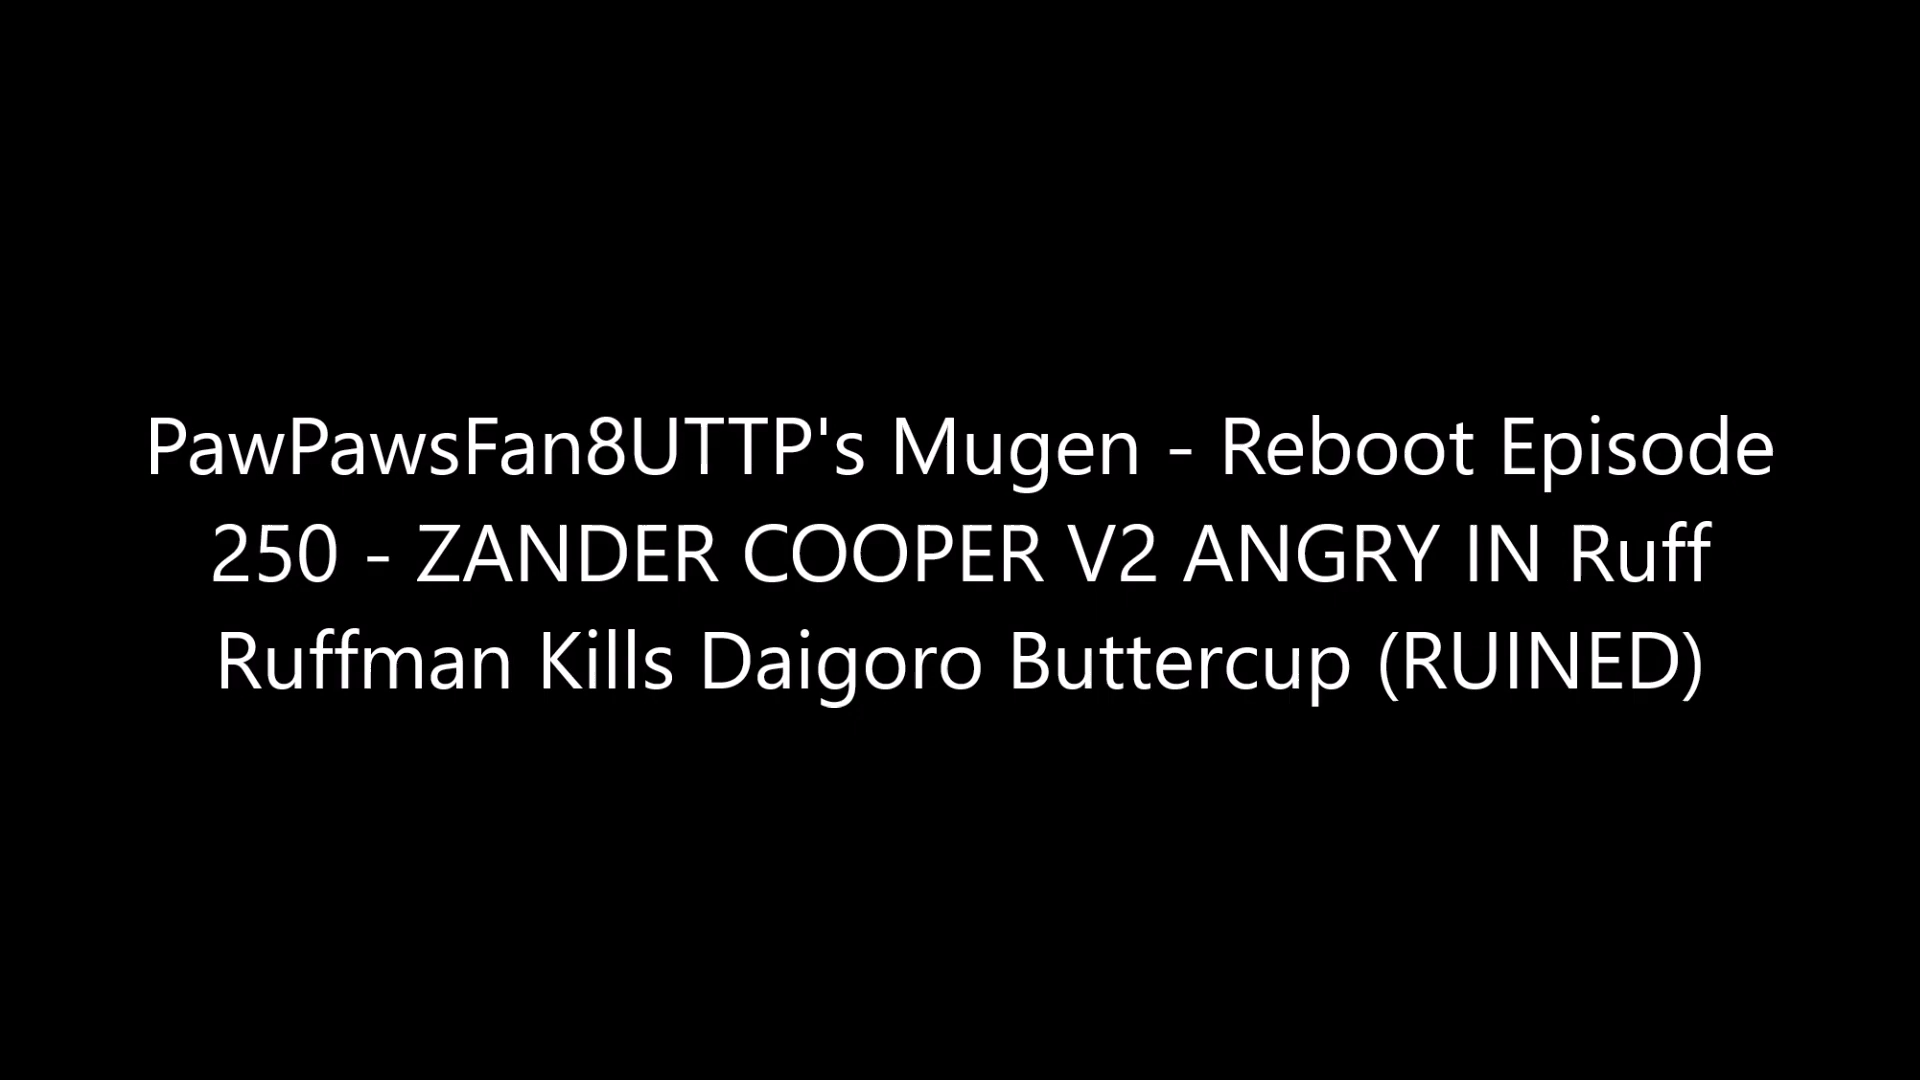 PawPawsFan8UTTP's Mugen - Reboot Episode
250 - ZANDER COOPER V2 ANGRY IN Ruff
Ruffman Kills Daigoro Buttercup (RUINED)